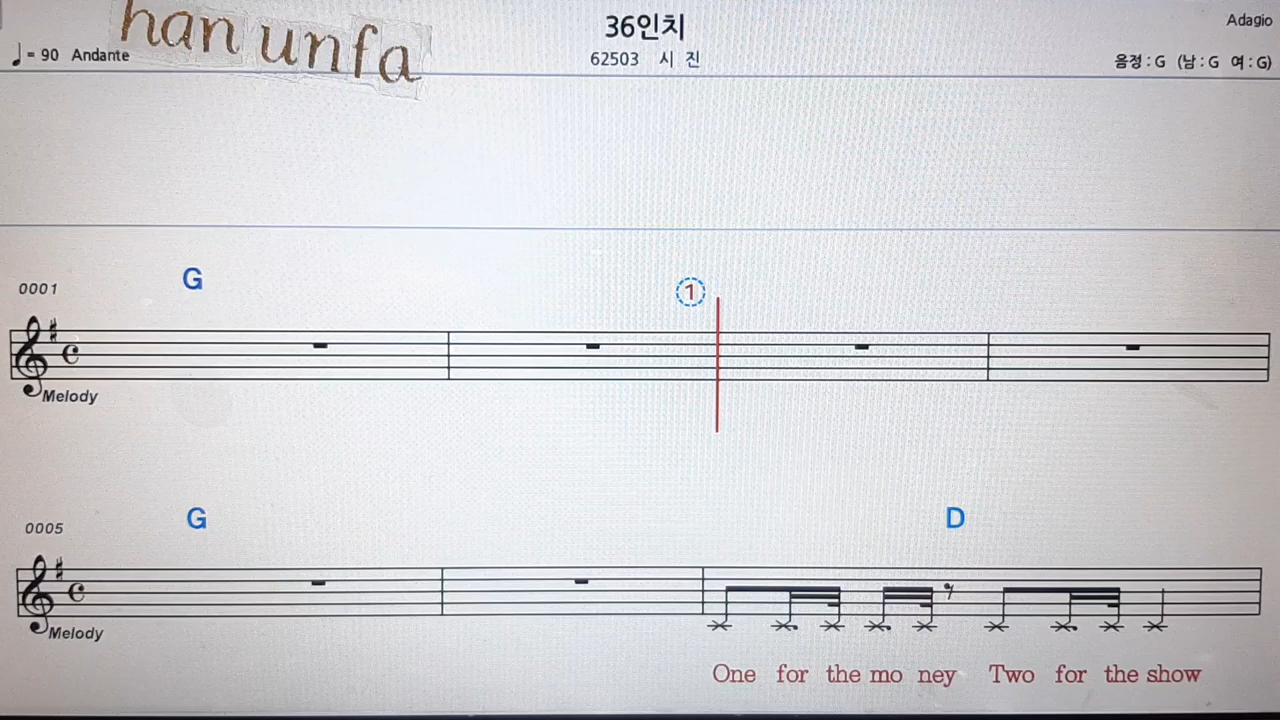 han unfa
36인치
Adagio
♩= 90 Andante
62503 시 진
음정 : G (남 : G 여 : G)
0001
G
1
Melody
0005
G
D
Melody
One for the mo ney Two for the show